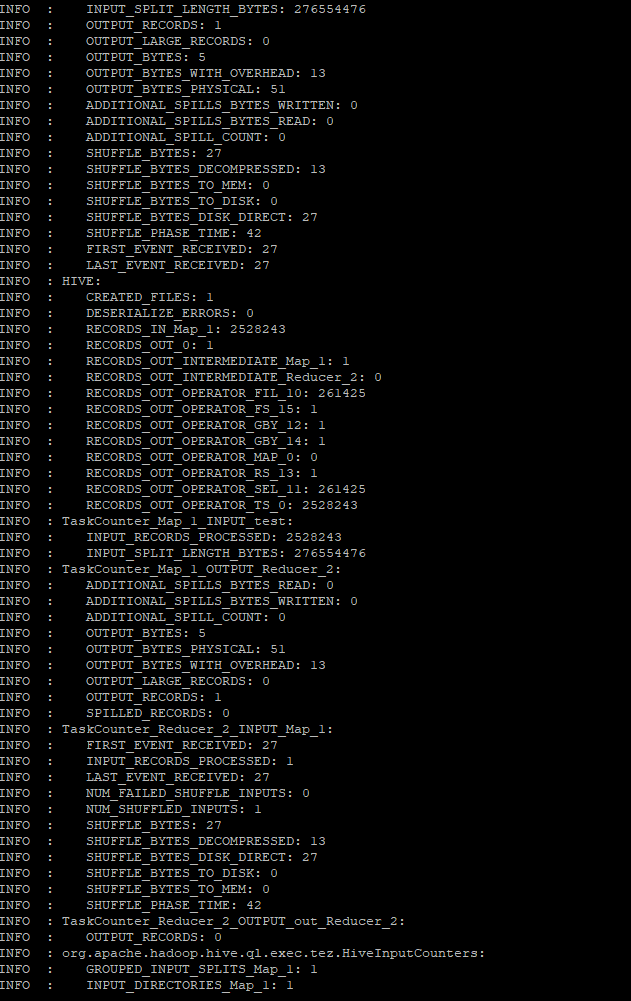 INFO  :     INPUT_SPLIT_LENGTH_BYTES: 276554476
INFO  :     OUTPUT_RECORDS: 1
INFO  :     OUTPUT_LARGE_RECORDS: 0
INFO  :     OUTPUT_BYTES: 5
INFO  :     OUTPUT_BYTES_WITH_OVERHEAD: 13
INFO  :     OUTPUT_BYTES_PHYSICAL: 51
INFO  :     ADDITIONAL_SPILLS_BYTES_WRITTEN: 0
INFO  :     ADDITIONAL_SPILLS_BYTES_READ: 0
INFO  :     ADDITIONAL_SPILL_COUNT: 0
INFO  :     SHUFFLE_BYTES: 27
INFO  :     SHUFFLE_BYTES_DECOMPRESSED: 13
INFO  :     SHUFFLE_BYTES_TO_MEM: 0
INFO  :     SHUFFLE_BYTES_TO_DISK: 0
INFO  :     SHUFFLE_BYTES_DISK_DIRECT: 27
INFO  :     SHUFFLE_PHASE_TIME: 42
INFO  :     FIRST_EVENT_RECEIVED: 27
INFO  :     LAST_EVENT_RECEIVED: 27
INFO  : HIVE:
INFO  :     CREATED_FILES: 1
INFO  :     DESERIALIZE_ERRORS: 0
INFO  :     RECORDS_IN_Map_1: 2528243
INFO  :     RECORDS_OUT_0: 1
INFO  :     RECORDS_OUT_INTERMEDIATE_Map_1: 1
INFO  :     RECORDS_OUT_INTERMEDIATE_Reducer_2: 0
INFO  :     RECORDS_OUT_OPERATOR_FIL_10: 261425
INFO  :     RECORDS_OUT_OPERATOR_FS_15: 1
INFO  :     RECORDS_OUT_OPERATOR_GBY_12: 1
INFO  :     RECORDS_OUT_OPERATOR_GBY_14: 1
INFO  :     RECORDS_OUT_OPERATOR_MAP_0: 0
INFO  :     RECORDS_OUT_OPERATOR_RS_13: 1
INFO  :     RECORDS_OUT_OPERATOR_SEL_11: 261425
INFO  :     RECORDS_OUT_OPERATOR_TS_0: 2528243
INFO  : TaskCounter_Map_1_INPUT_test:
INFO  :     INPUT_RECORDS_PROCESSED: 2528243
INFO  :     INPUT_SPLIT_LENGTH_BYTES: 276554476
INFO  : TaskCounter_Map_1_OUTPUT_Reducer_2:
INFO  :     ADDITIONAL_SPILLS_BYTES_READ: 0
INFO  :     ADDITIONAL_SPILLS_BYTES_WRITTEN: 0
INFO  :     ADDITIONAL_SPILL_COUNT: 0
INFO  :     OUTPUT_BYTES: 5
INFO  :     OUTPUT_BYTES_PHYSICAL: 51
INFO  :     OUTPUT_BYTES_WITH_OVERHEAD: 13
INFO  :     OUTPUT_LARGE_RECORDS: 0
INFO  :     OUTPUT_RECORDS: 1
INFO  :     SPILLED_RECORDS: 0
INFO  : TaskCounter_Reducer_2_INPUT_Map_1:
INFO  :     FIRST_EVENT_RECEIVED: 27
INFO  :     INPUT_RECORDS_PROCESSED: 1
INFO  :     LAST_EVENT_RECEIVED: 27
INFO  :     NUM_FAILED_SHUFFLE_INPUTS: 0
INFO  :     NUM_SHUFFLED_INPUTS: 1
INFO  :     SHUFFLE_BYTES: 27
INFO  :     SHUFFLE_BYTES_DECOMPRESSED: 13
INFO  :     SHUFFLE_BYTES_DISK_DIRECT: 27
INFO  :     SHUFFLE_BYTES_TO_DISK: 0
INFO  :     SHUFFLE_BYTES_TO_MEM: 0
INFO  :     SHUFFLE_PHASE_TIME: 42
INFO  : TaskCounter_Reducer_2_OUTPUT_out_Reducer_2:
INFO  :     OUTPUT_RECORDS: 0
INFO  : org.apache.hadoop.hive.ql.exec.tez.HiveInputCounters:
INFO  :     GROUPED_INPUT_SPLITS_Map_1: 1
INFO  :     INPUT_DIRECTORIES_Map_1: 1